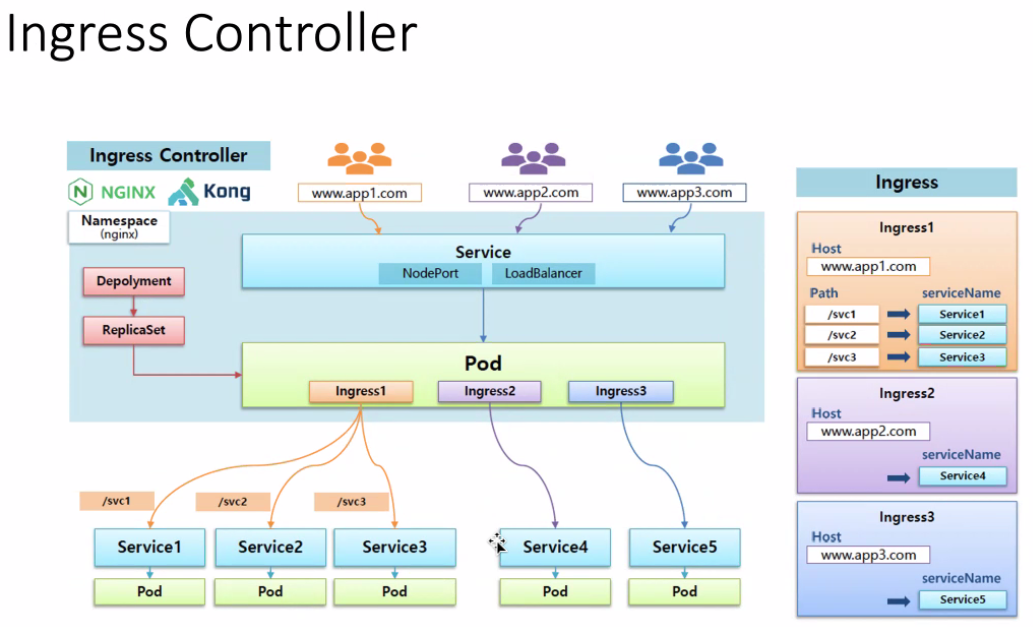 Ingress Controller
Ingress Controller
NGINX
Kong
www.app1.com
www.app2.com
www.app3.com
Namespace
(nginx)
Service
NodePort
LoadBalancer
Depolyment
ReplicaSet
Pod
Ingress1
Ingress2
Ingress3
/svc1
/svc2
/svc3
Service1
Service2
Service3
Service4
Service5
Pod
Pod
Pod
Pod
Pod
Ingress
Ingress1
Host
www.app1.com
Path
serviceName
/svc1
Service1
/svc2
Service2
/svc3
Service3
Ingress2
Host
www.app2.com
serviceName
Service4
Ingress3
Host
www.app3.com
serviceName
Service5